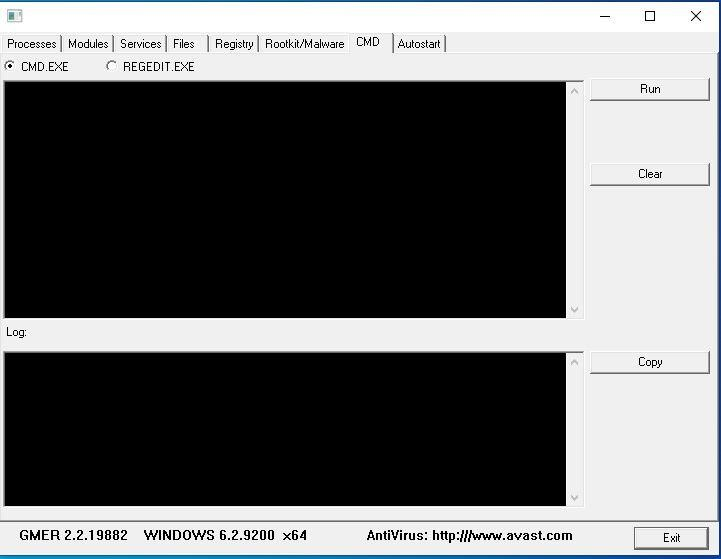 Processes Modules Services Files Registry Rootkit/Malware CMD Autostart
CMD.EXE REGEDIT.EXE
Run
Clear
Log:
Copy
GMER 2.2.19882 WINDOWS 6.2.9200 x64 AntiVirus: http:///www.avast.com Exit